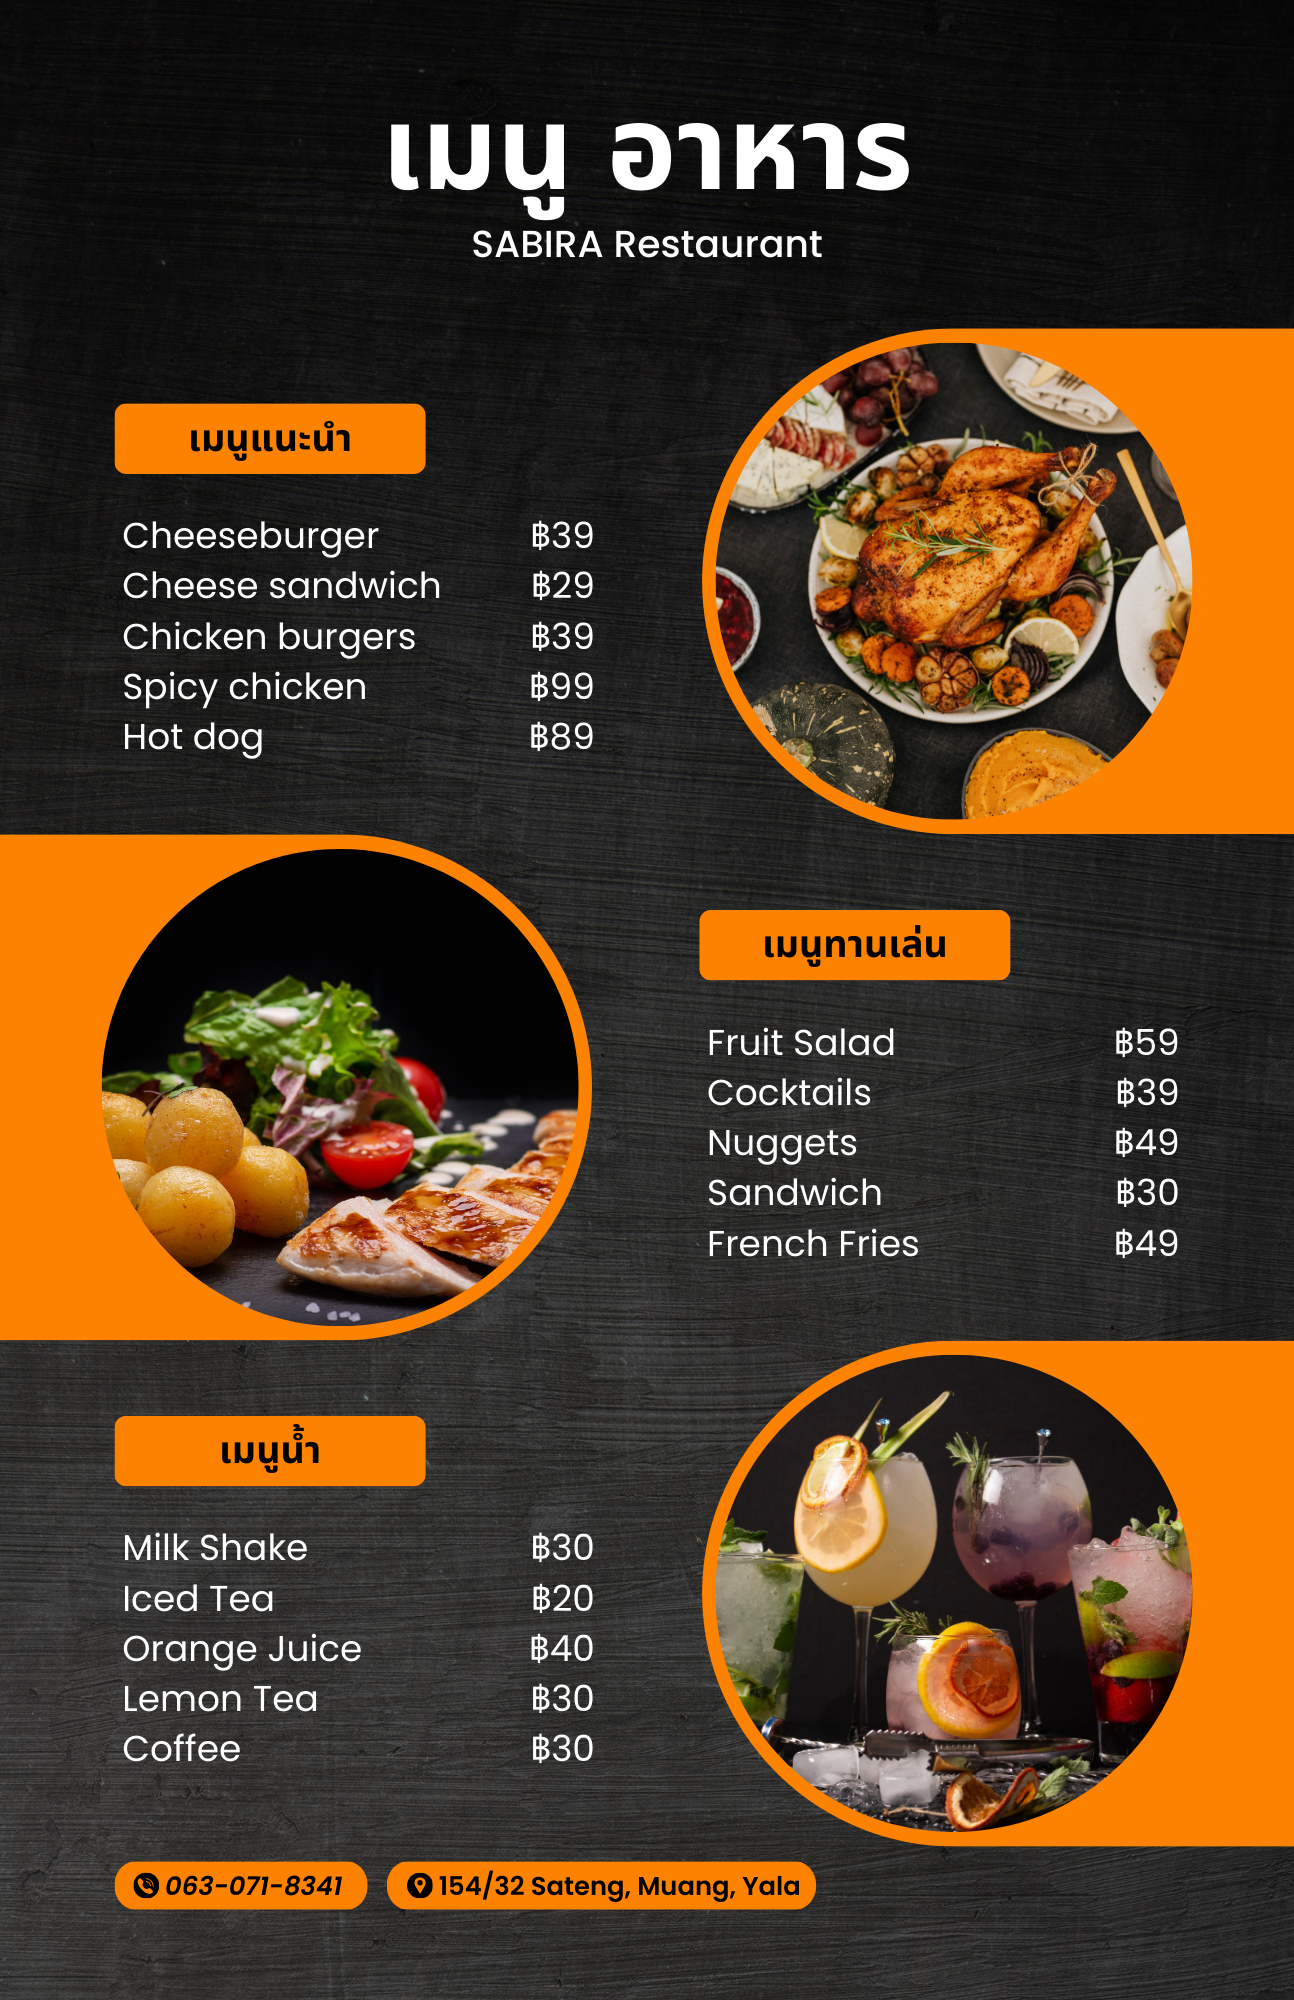 เมนู อาหาร
SABIRA Restaurant
เมนูแนะนำ
Cheeseburger ฿39
Cheese sandwich ฿29
Chicken burgers ฿39
Spicy chicken ฿99
Hot dog ฿89
เมนูทานเล่น
Fruit Salad ฿59
Cocktails ฿39
Nuggets ฿49
Sandwich ฿30
French Fries ฿49
เมนูน้ำ
Milk Shake ฿30
Iced Tea ฿20
Orange Juice ฿40
Lemon Tea ฿30
Coffee ฿30
063-071-8341
154/32 Sateng, Muang, Yala